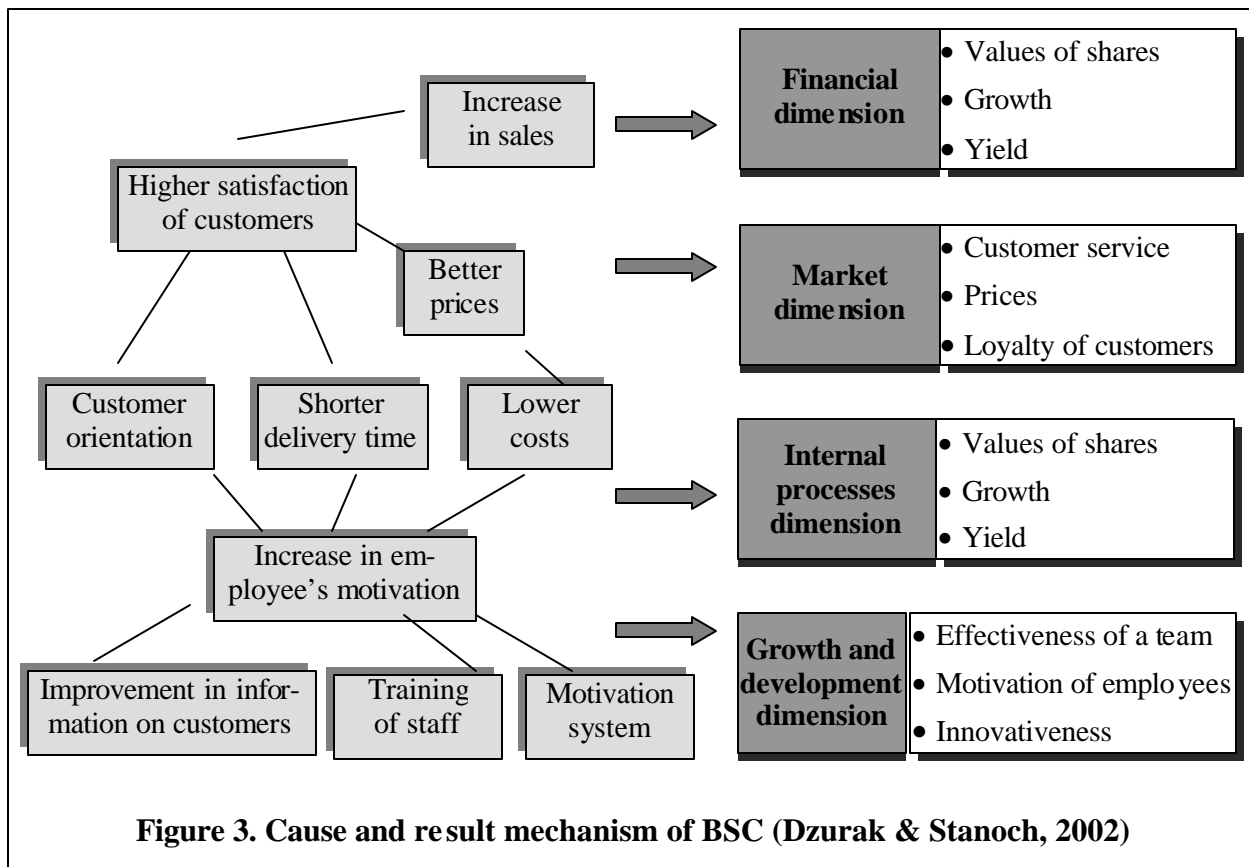 Increase
in sales
Higher satisfaction
of customers
Better
prices
Customer
orientation
Shorter
delivery time
Lower
costs
Increase in em-
ployee’s motivation
Improvement in infor-
mation on customers
Training
of staff
Motivation
system
Financial
dimension
• Values of shares
• Growth
• Yield
Market
dimension
• Customer service
• Prices
• Loyalty of customers
Internal
processes
dimension
• Values of shares
• Growth
• Yield
Growth and
development
dimension
• Effectiveness of a team
• Motivation of employees
• Innovativeness
Figure 3. Cause and result mechanism of BSC (Dzurak & Stanoch, 2002)